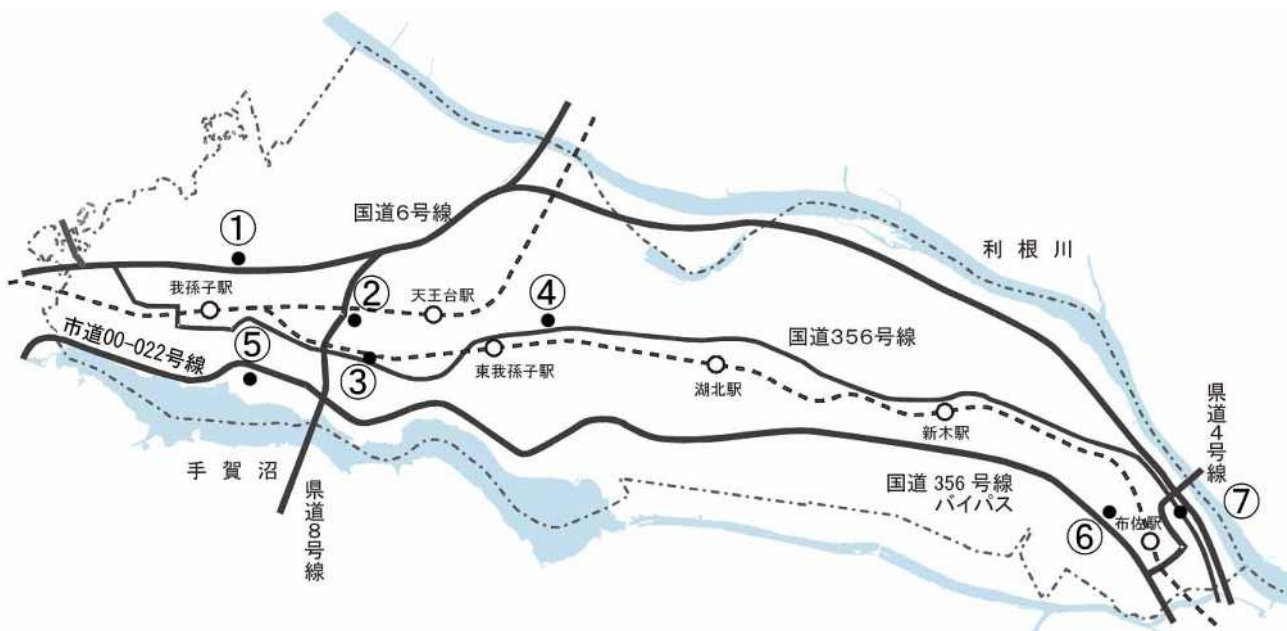 ①
国道6号線
利根川
我孫子駅
②
天王台駅
④
市道00-022号線
⑤
③
東我孫子駅
国道356号線
湖北駅
新木駅
県道4号線
手賀沼
県道8号線
国道356号線
バイパス
⑥
布佐駅
⑦